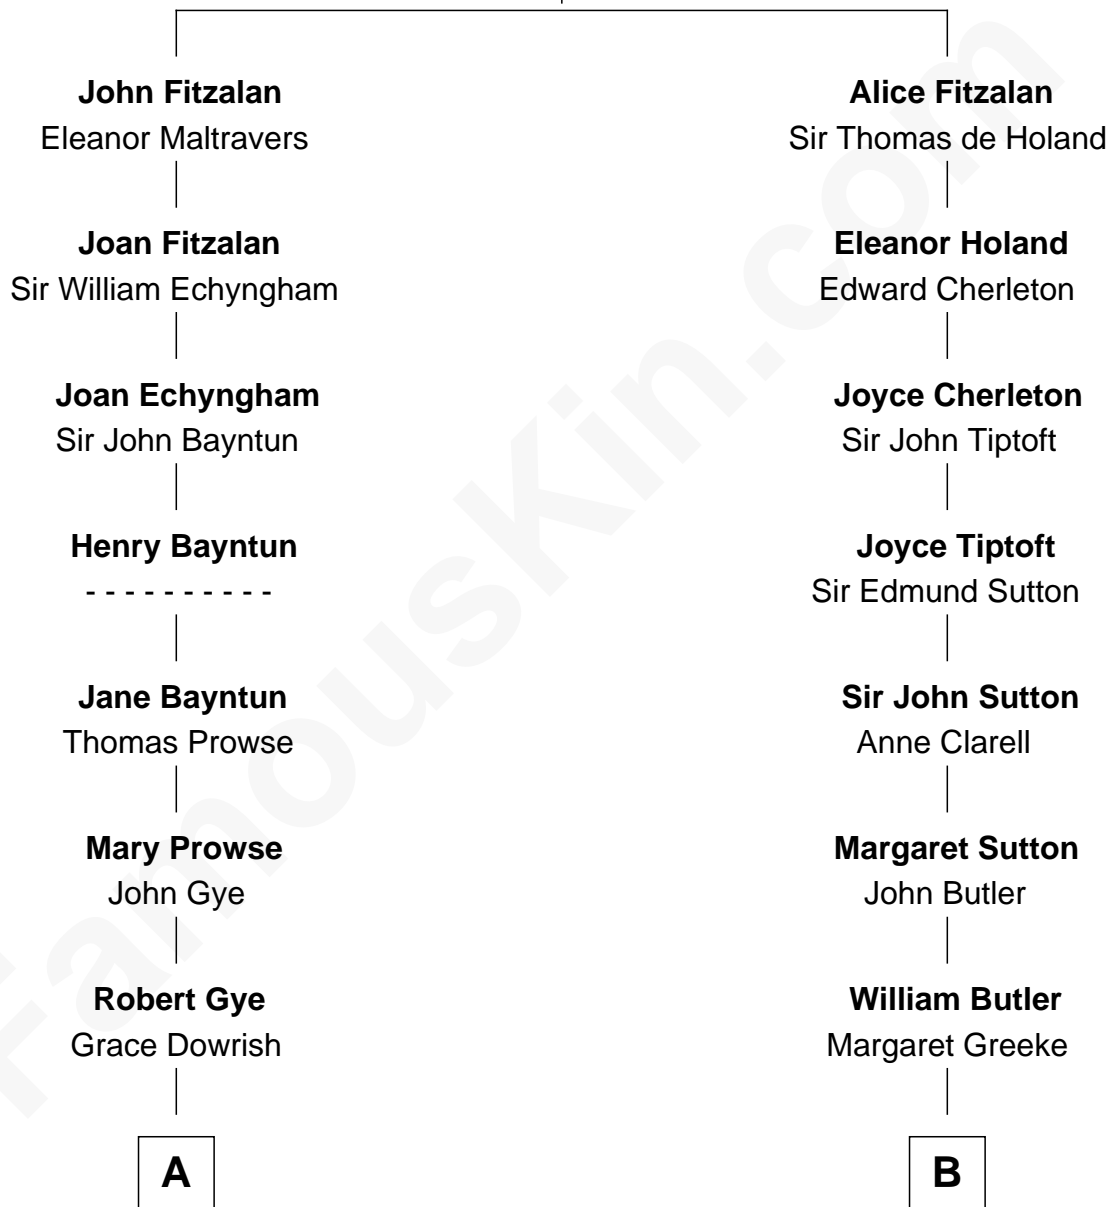 John Fitzalan
Eleanor Maltravers
Joan Fitzalan
Sir William Echyngham
Joan Echyngham
Sir John Bayntun
Henry Bayntun
- - - - - - - - - -
Jane Bayntun
Thomas Prowse
Mary Prowse
John Gye
Robert Gye
Grace Dowrish
A
Alice Fitzalan
Sir Thomas de Holand
Eleanor Holand
Edward Cherleton
Joyce Cherleton
Sir John Tiptoft
Joyce Tiptoft
Sir Edmund Sutton
Sir John Sutton
Anne Clarell
Margaret Sutton
John Butler
William Butler
Margaret Greeke
B
FamousKin.com